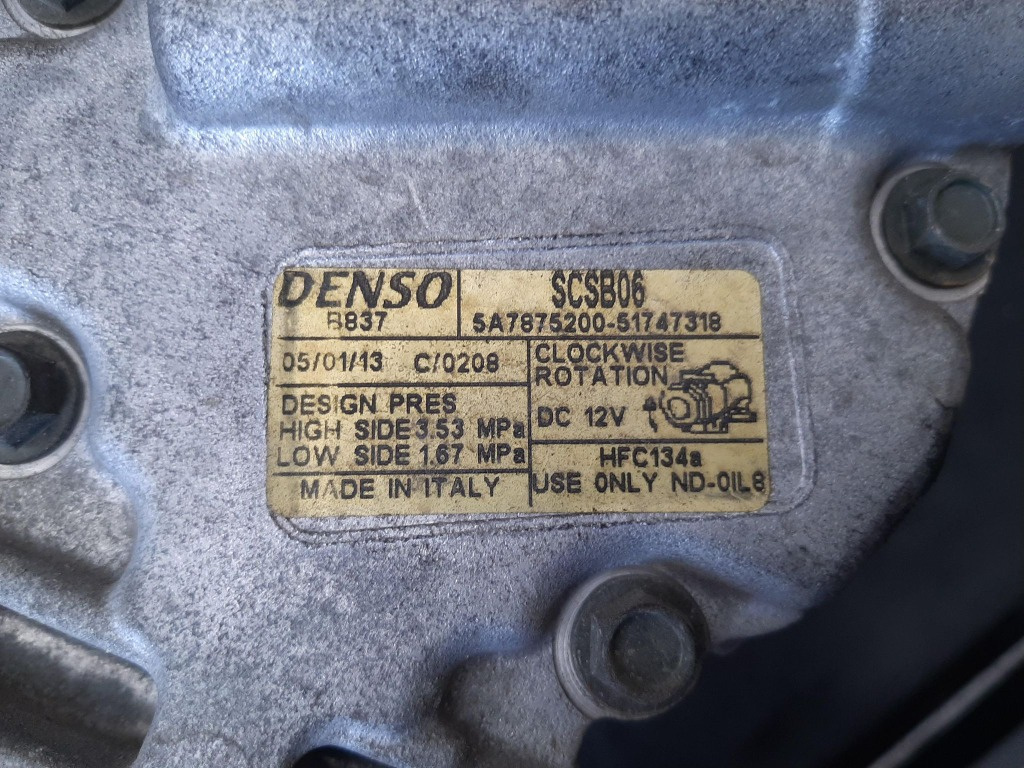 DENSO
B837
SCSB06
5A7875200-51747318
05/01/13 C/0208
CLOCKWISE
ROTATION
DC 12V
DESIGN PRES
HIGH SIDE 3.53 MPa
LOW SIDE 1.67 MPa
HFC134a
MADE IN ITALY
USE ONLY ND-OIL8